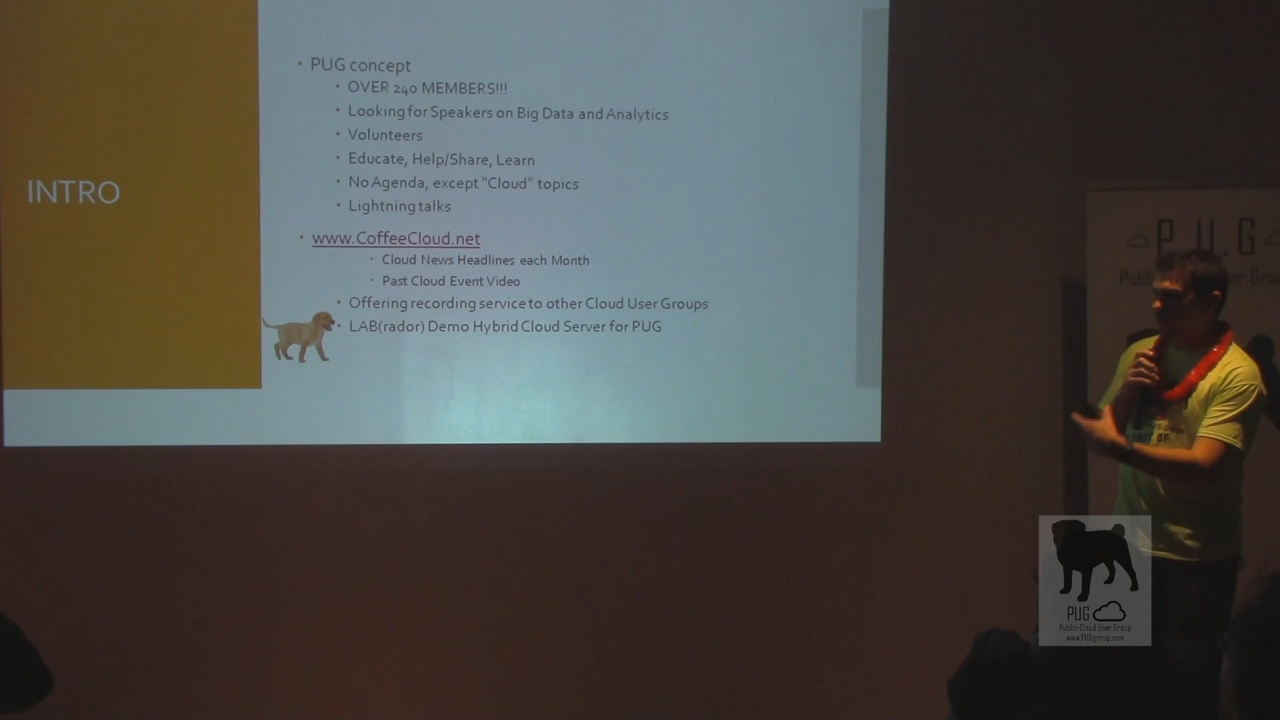 INTRO
PUG concept
OVER 240 MEMBERS!!!
Looking for Speakers on Big Data and Analytics
Volunteers
Educate, Help/Share, Learn
No Agenda, except “Cloud” topics
Lightning talks
www.CoffeeCloud.net
Cloud News Headlines each Month
Past Cloud Event Video
Offering recording service to other Cloud User Groups
LAB(rador) Demo Hybrid Cloud Server for PUG
P.U.G
PUG
Public-Cloud User Group
www.PUGgroup.com